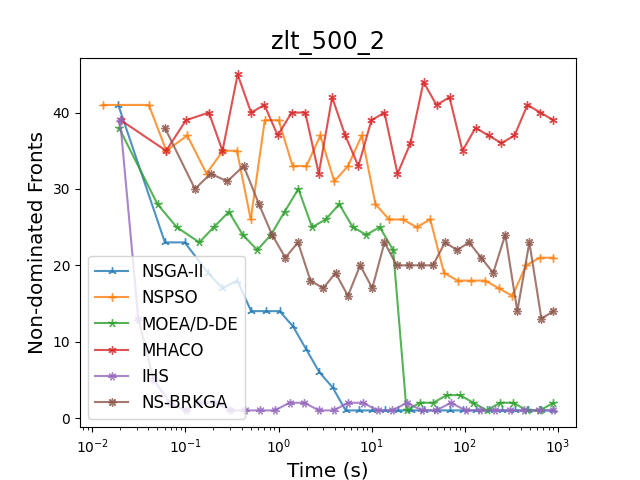 zlt_500_2
Non-dominated Fronts
40
30
20
10
0
NSGA-II
NSPSO
MOEA/D-DE
MHACO
IHS
NS-BRKGA
10⁻² 10⁻¹ 10⁰ 10¹ 10² 10³
Time (s)